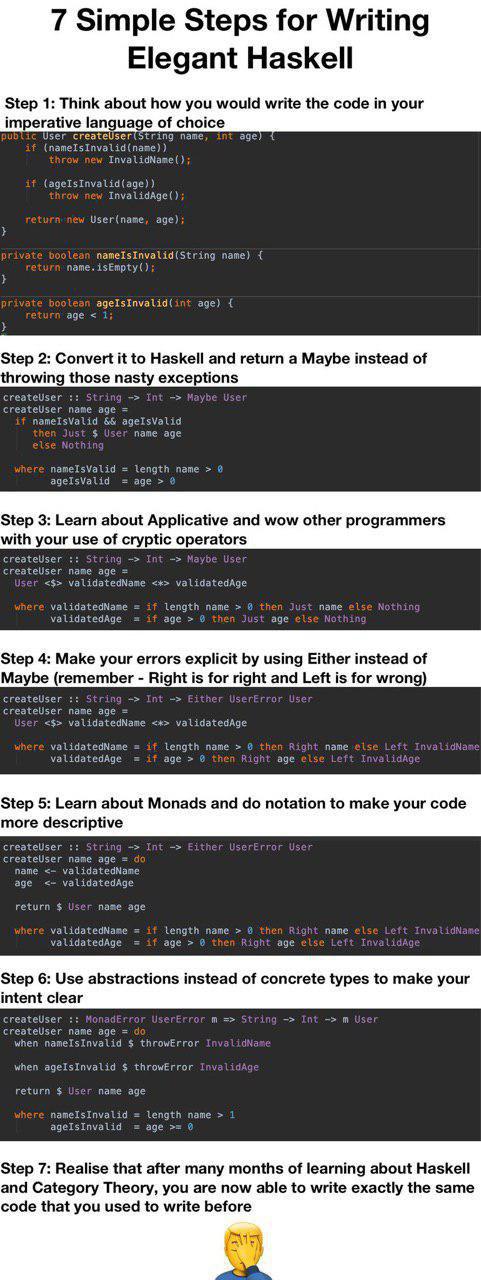 7 Simple Steps for Writing
Elegant Haskell
Step 1: Think about how you would write the code in your
imperative language of choice
public User createUser(String name, int age) {
    if (nameIsInvalid(name))
        throw new InvalidName();
    if (ageIsInvalid(age))
        throw new InvalidAge();
    return new User(name, age);
}
private boolean nameIsInvalid(String name) {
    return name.isEmpty();
}
private boolean ageIsInvalid(int age) {
    return age < 1;
}
Step 2: Convert it to Haskell and return a Maybe instead of
throwing those nasty exceptions
createUser :: String -> Int -> Maybe User
createUser name age =
  if nameIsValid && ageIsValid
     then Just $ User name age
     else Nothing
  where nameIsValid = length name > 0
        ageIsValid  = age > 0
Step 3: Learn about Applicative and wow other programmers
with your use of cryptic operators
createUser :: String -> Int -> Maybe User
createUser name age =
  User <$> validatedName <*> validatedAge
  where validatedName = if length name > 0 then Just name else Nothing
        validatedAge  = if age > 0 then Just age else Nothing
Step 4: Make your errors explicit by using Either instead of
Maybe (remember - Right is for right and Left is for wrong)
createUser :: String -> Int -> Either UserError User
createUser name age =
  User <$> validatedName <*> validatedAge
  where validatedName = if length name > 0 then Right name else Left InvalidName
        validatedAge  = if age > 0 then Right age else Left InvalidAge
Step 5: Learn about Monads and do notation to make your code
more descriptive
createUser :: String -> Int -> Either UserError User
createUser name age = do
  name <- validatedName
  age  <- validatedAge
  return $ User name age
  where validatedName = if length name > 0 then Right name else Left InvalidName
        validatedAge  = if age > 0 then Right age else Left InvalidAge
Step 6: Use abstractions instead of concrete types to make your
intent clear
createUser :: MonadError UserError m => String -> Int -> m User
createUser name age = do
  when nameIsInvalid $ throwError InvalidName
  when ageIsInvalid $ throwError InvalidAge
  return $ User name age
  where nameIsInvalid = length name > 1
        ageIsInvalid  = age >= 0
Step 7: Realise that after many months of learning about Haskell
and Category Theory, you are now able to write exactly the same
code that you used to write before